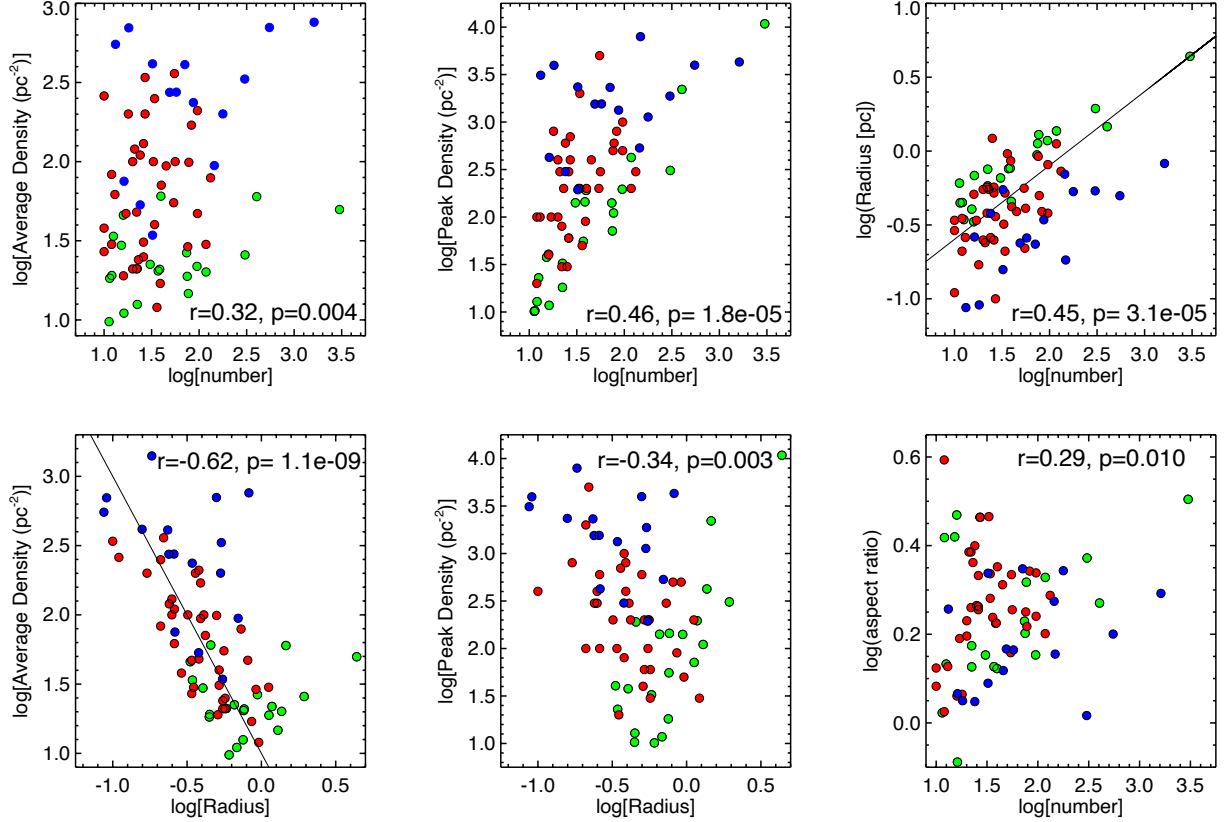 3.0
2.5
2.0
1.5
1.0
log[Average Density (pc-2)]
r=0.32, p=0.004
1.0 1.5 2.0 2.5 3.0 3.5
log[number]
4.0
3.5
3.0
2.5
2.0
1.5
1.0
log[Peak Density (pc-2)]
r=0.46, p= 1.8e-05
1.0 1.5 2.0 2.5 3.0 3.5
log[number]
1.0
0.5
0.0
-0.5
-1.0
log(Radius [pc])
r=0.45, p= 3.1e-05
1.0 1.5 2.0 2.5 3.0 3.5
log[number]
3.0
2.5
2.0
1.5
1.0
log[Average Density (pc-2)]
r=-0.62, p= 1.1e-09
-1.0 -0.5 0.0 0.5
log[Radius]
4.0
3.5
3.0
2.5
2.0
1.5
1.0
log[Peak Density (pc-2)]
r=-0.34, p=0.003
-1.0 -0.5 0.0 0.5
log[Radius]
0.6
0.4
0.2
0.0
log(aspect ratio)
r=0.29, p=0.010
1.0 1.5 2.0 2.5 3.0 3.5
log[number]